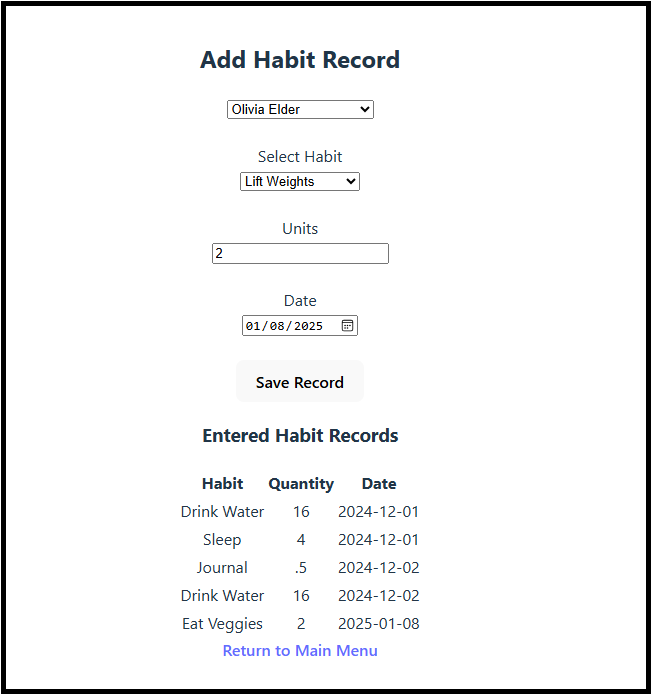 Add Habit Record
Olivia Elder
Select Habit
Lift Weights
Units
2
Date
01/08/2025
Save Record
Entered Habit Records
Habit Quantity Date
Drink Water 16 2024-12-01
Sleep 4 2024-12-01
Journal .5 2024-12-02
Drink Water 16 2024-12-02
Eat Veggies 2 2025-01-08
Return to Main Menu